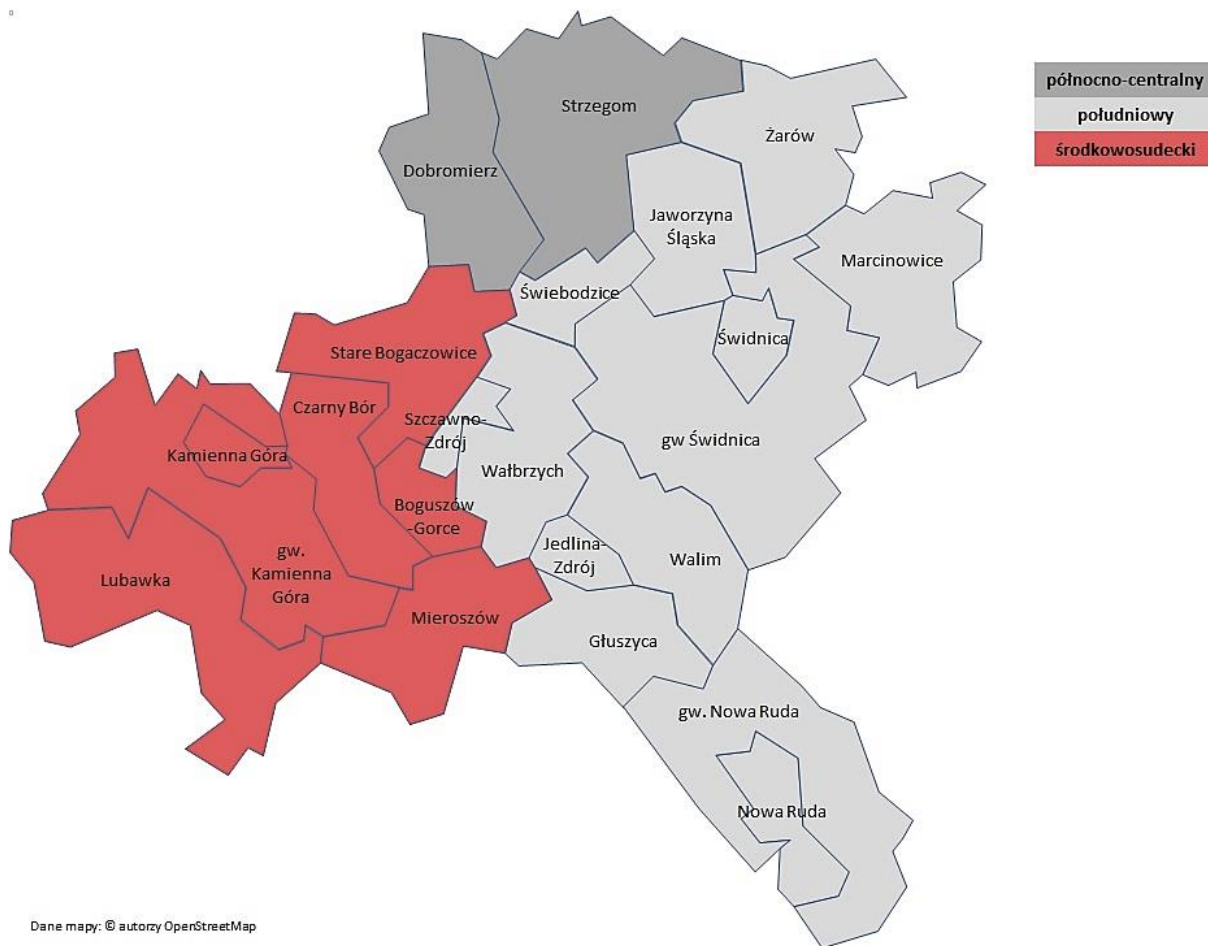 północno-centralny
południowy
środkowosudecki
Strzegom
Żarów
Dobromierz
Jaworzyna
Śląska
Marcinowice
Świebodzice
Świdnica
Stare Bogaczowice
Czarny Bór
Szczawno-
Zdrój
gw Świdnica
Kamienna Góra
Wałbrzych
Boguszów
-Gorce
Jedlina-
Zdrój
Walim
gw.
Kamienna
Góra
Lubawka
Mieroszów
Głuszyca
gw. Nowa Ruda
Nowa Ruda
Dane mapy: © autorzy OpenStreetMap